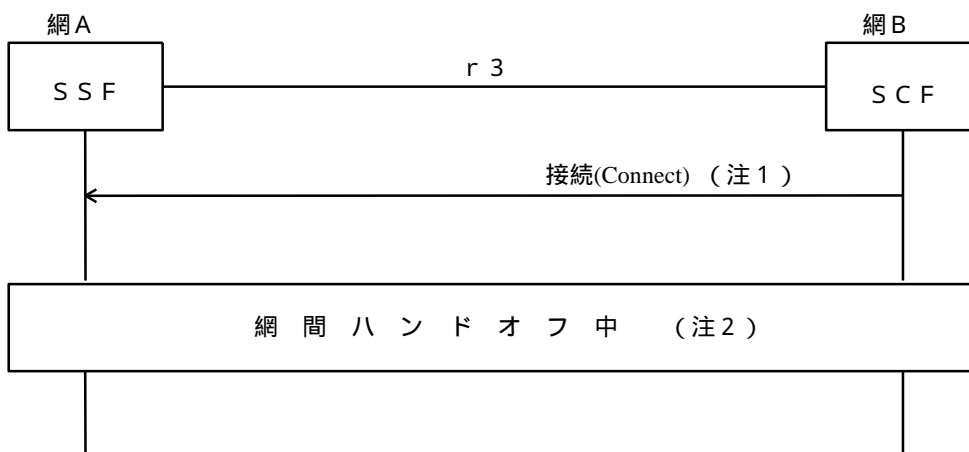 網A 網B
SSF r3 SCF
接続(Connect) (注1)
網間ハンドオフ中 (注2)